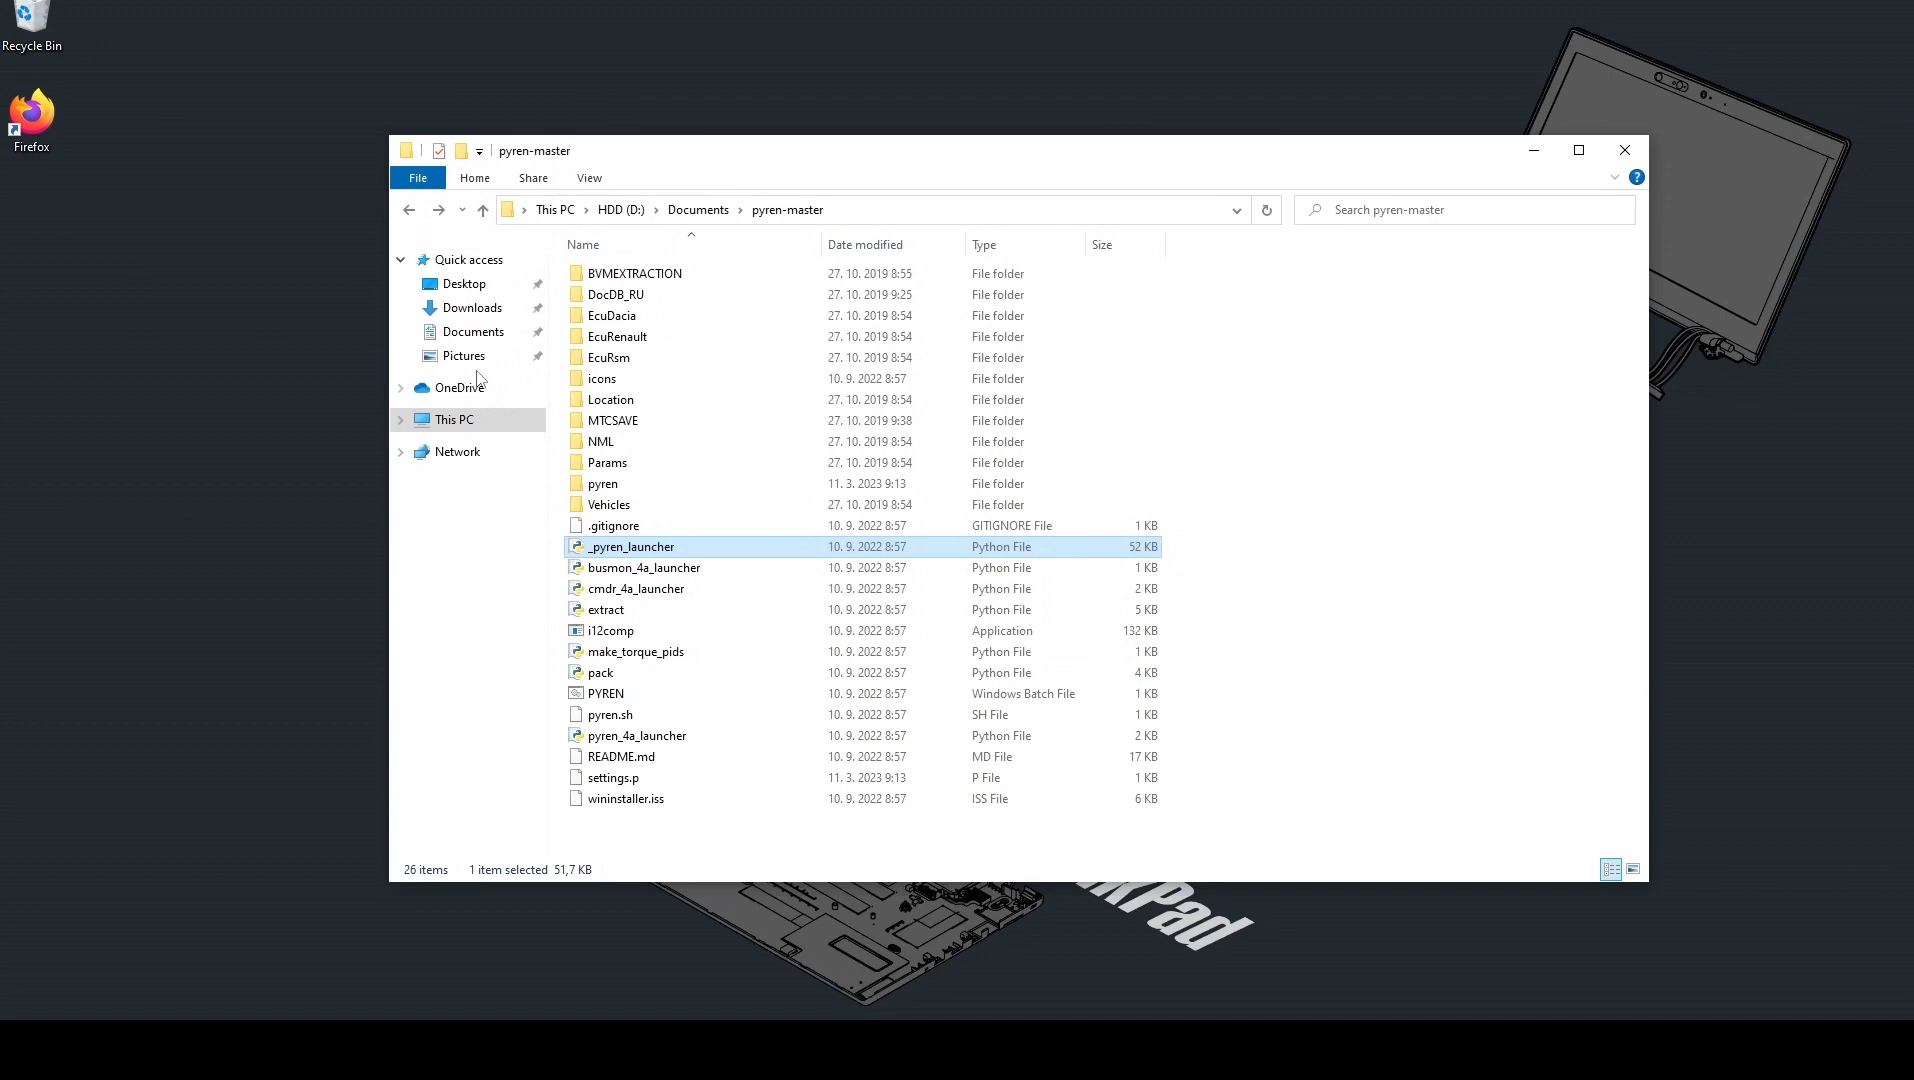 Recycle Bin
Firefox
pyren-master
File Home Share View
This PC HDD (D:) Documents pyren-master
Search pyren-master
Name Date modified Type Size
Quick access
Desktop
Downloads
Documents
Pictures
OneDrive
This PC
Network
BVMEXTRACTION 27. 10. 2019 8:55 File folder
DocDB_RU 27. 10. 2019 9:25 File folder
EcuDacia 27. 10. 2019 8:54 File folder
EcuRenault 27. 10. 2019 8:54 File folder
EcuRsm 27. 10. 2019 8:54 File folder
icons 10. 9. 2022 8:57 File folder
Location 27. 10. 2019 8:54 File folder
MTCSAVE 27. 10. 2019 9:38 File folder
NML 27. 10. 2019 8:54 File folder
Params 27. 10. 2019 8:54 File folder
pyren 11. 3. 2023 9:13 File folder
Vehicles 27. 10. 2019 8:54 File folder
.gitignore 10. 9. 2022 8:57 GITIGNORE File 1 KB
_pyren_launcher 10. 9. 2022 8:57 Python File 52 KB
busmon_4a_launcher 10. 9. 2022 8:57 Python File 1 KB
cmdr_4a_launcher 10. 9. 2022 8:57 Python File 2 KB
extract 10. 9. 2022 8:57 Python File 5 KB
i12comp 10. 9. 2022 8:57 Application 132 KB
make_torque_pids 10. 9. 2022 8:57 Python File 1 KB
pack 10. 9. 2022 8:57 Python File 4 KB
PYREN 10. 9. 2022 8:57 Windows Batch File 1 KB
pyren.sh 10. 9. 2022 8:57 SH File 1 KB
pyren_4a_launcher 10. 9. 2022 8:57 Python File 2 KB
README.md 10. 9. 2022 8:57 MD File 17 KB
settings.p 11. 3. 2023 9:13 P File 1 KB
wininstaller.iss 10. 9. 2022 8:57 ISS File 6 KB
26 items 1 item selected 51,7 KB